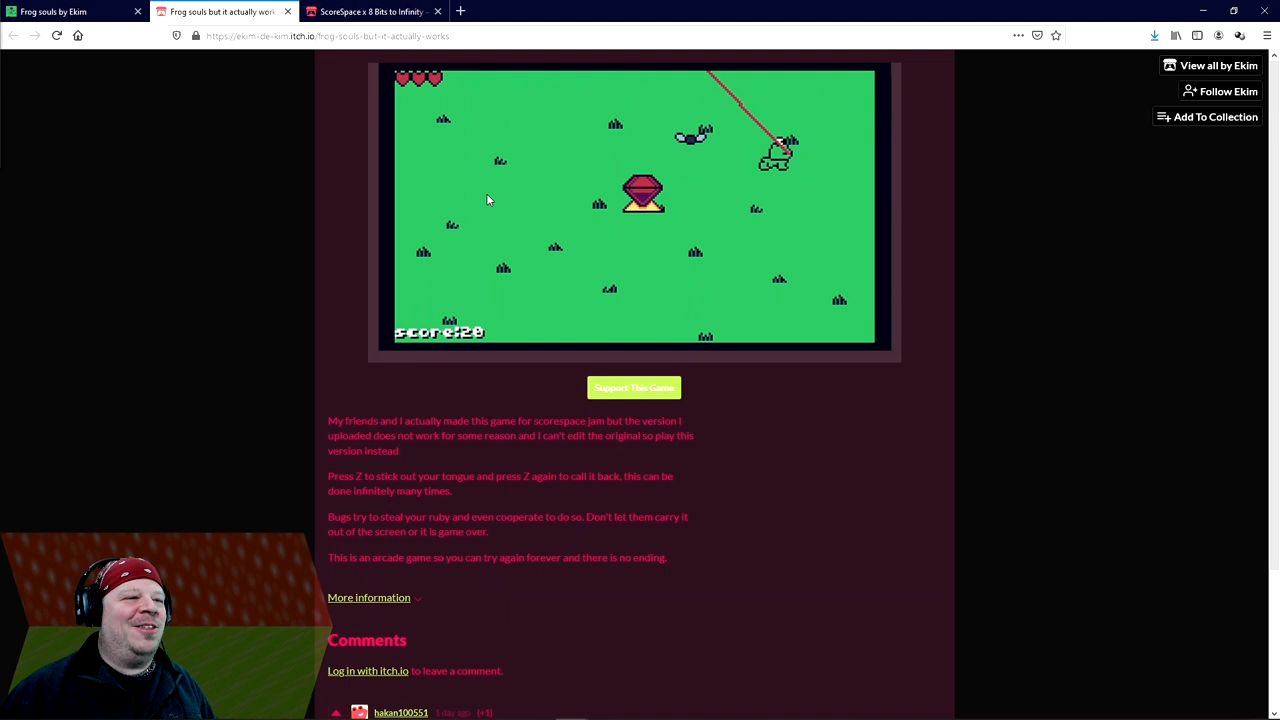 Frog souls by Ekim
Frog souls but it actually work
ScoreSpace x 8 Bits to Infinity -
https://ekim-de-kim.itch.io/frog-souls-but-it-actually-works
View all by Ekim
Follow Ekim
Add To Collection
score:20
Support This Game
My friends and I actually made this game for scorespace jam but the version I
uploaded does not work for some reason and I can't edit the original so play this
version instead
Press Z to stick out your tongue and press Z again to call it back, this can be
done infinitely many times.
Bugs try to steal your ruby and even cooperate to do so. Don't let them carry it
out of the screen or it is game over.
This is an arcade game so you can try again forever and there is no ending.
More information
Comments
Log in with itch.io to leave a comment.
hakan100551 1 day ago (+1)